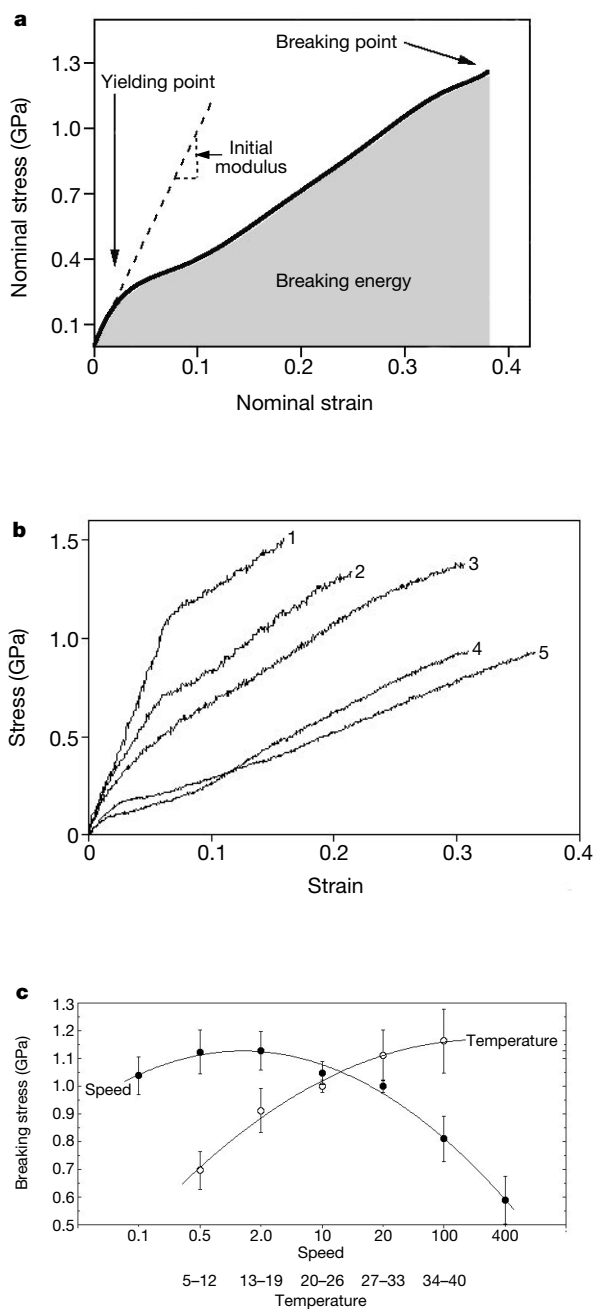 a
Nominal stress (GPa)
1.3
1.0
0.7
0.4
0.1
Yielding point
Breaking point
Initial
modulus
Breaking energy
0
0.1
0.2
0.3
0.4
Nominal strain
b
Stress (GPa)
1.5
1.0
0.5
0
1
2
3
4
5
0
0.1
0.2
0.3
0.4
Strain
c
Breaking stress (GPa)
1.3
1.2
1.1
1.0
0.9
0.8
0.7
0.6
0.5
Speed
Temperature
0.1
0.5
2.0
10
20
100
400
Speed
5–12 13–19 20–26 27–33 34–40
Temperature